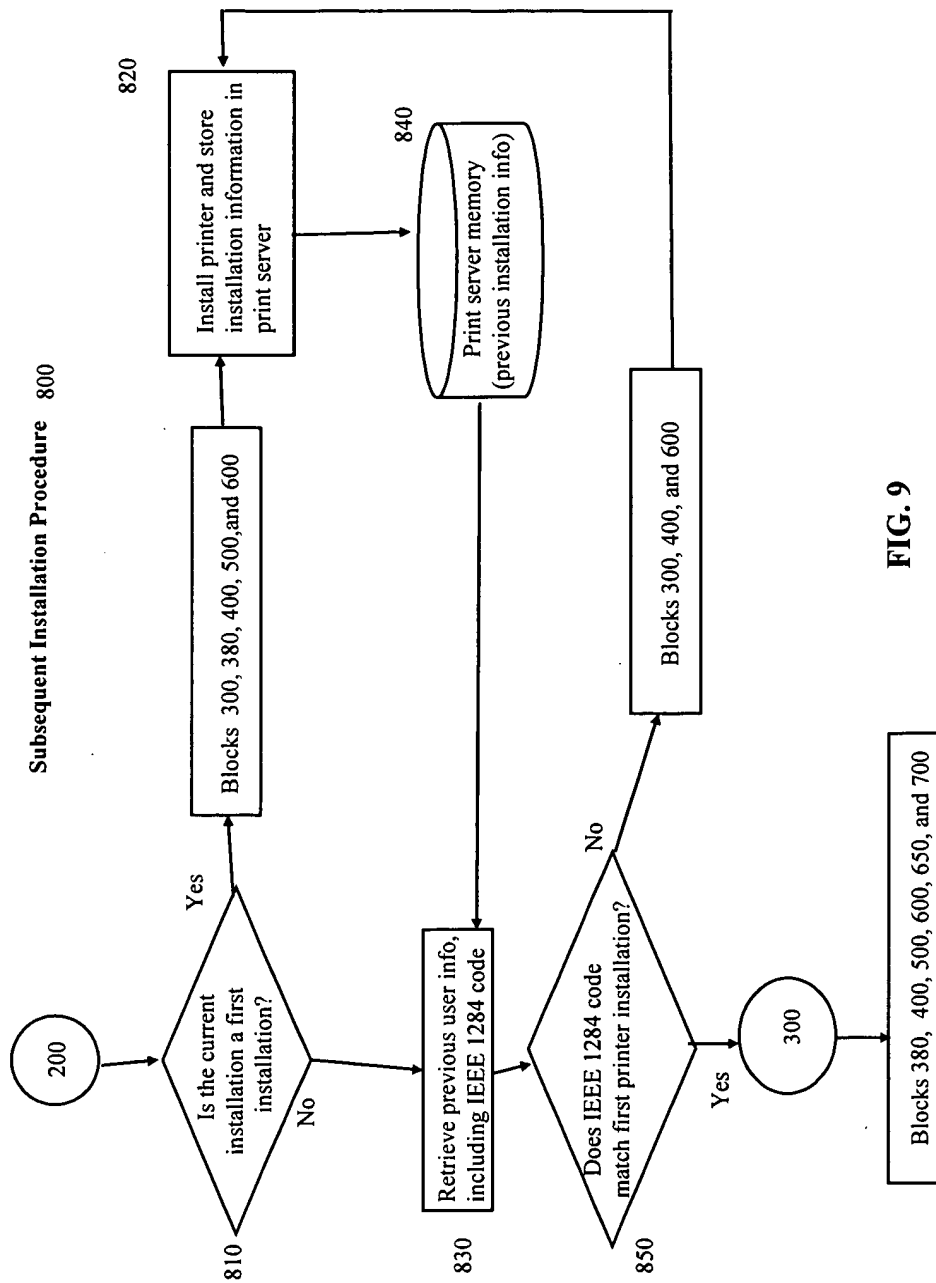 Subsequent Installation Procedure 800
200
810
Is the current
installation a first
installation?
Yes
No
Blocks 300, 380, 400, 500,and 600
820
Install printer and store
installation information in
print server
840
Print server memory
(previous installation info)
830
Retrieve previous user info,
including IEEE 1284 code
850
Does IEEE 1284 code
match first printer installation?
No
Yes
Blocks 300, 400, and 600
300
Blocks 380, 400, 500, 600, 650, and 700
FIG. 9